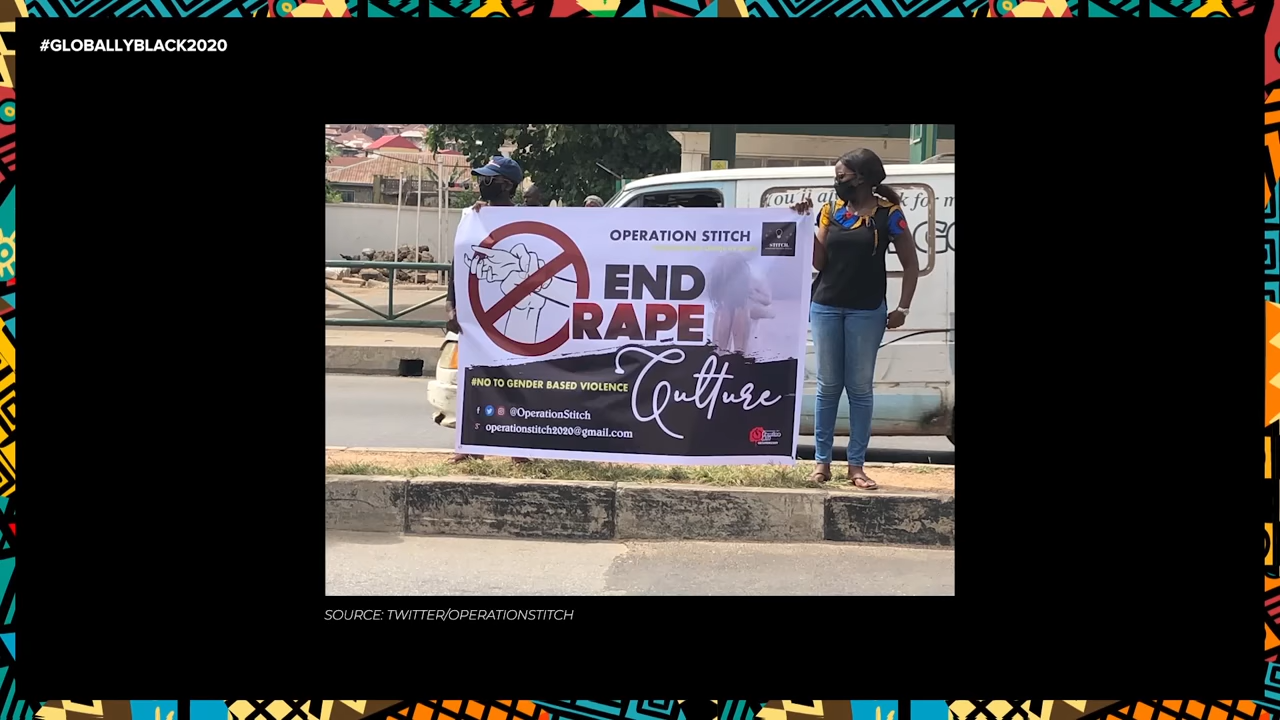 #GLOBALLYBLACK2020
OPERATION STITCH
END
RAPE
Culture
#NO TO GENDER BASED VIOLENCE
@OperationStitch
operationstitch2020@gmail.com
SOURCE: TWITTER/OPERATIONSTITCH